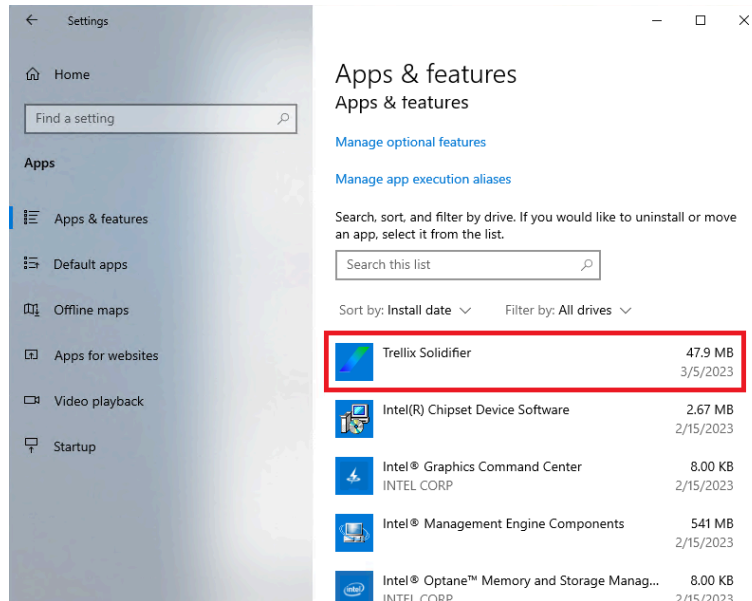 Settings
Home
Find a setting
Apps
Apps & features
Default apps
Offline maps
Apps for websites
Video playback
Startup
Apps & features
Apps & features
Manage optional features
Manage app execution aliases
Search, sort, and filter by drive. If you would like to uninstall or move
an app, select it from the list.
Search this list
Sort by: Install date Filter by: All drives
Trellix Solidifier 47.9 MB
3/5/2023
Intel(R) Chipset Device Software 2.67 MB
2/15/2023
Intel® Graphics Command Center 8.00 KB
INTEL CORP 2/15/2023
Intel® Management Engine Components 541 MB
2/15/2023
Intel® Optane™ Memory and Storage Manag... 8.00 KB
INTEL CORP 2/15/2023